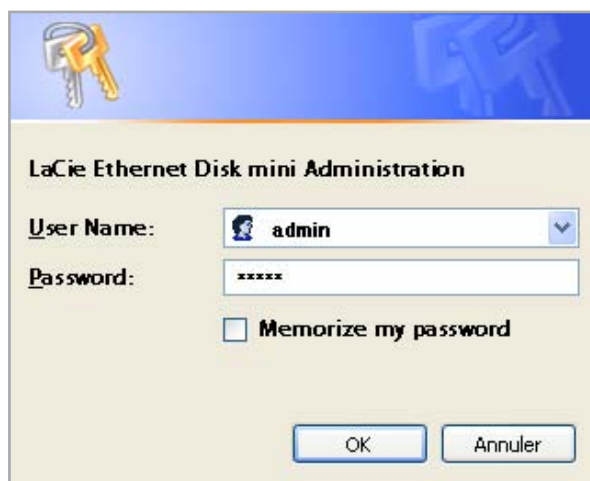 LaCie Ethernet Disk mini Administration
User Name: admin
Password: *****
Memorize my password
OK Annuler